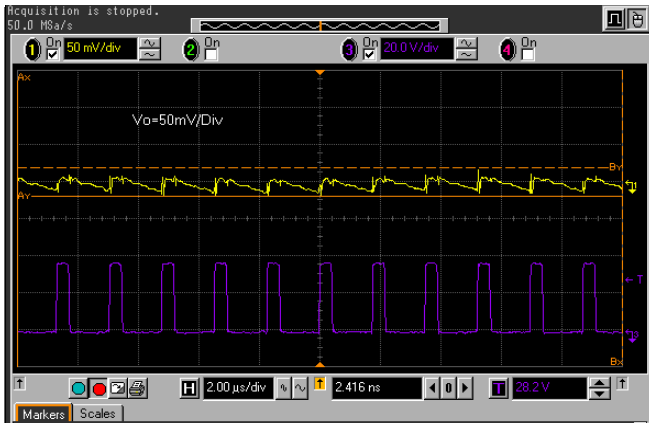 Acquisition is stopped.
50.0 MSa/s
1 On 50 mV/div 2 On 3 On 20.0 V/div 4 On
Ax
Vo=50mV/Div
By
Ay
T
Bx
H 2.00 µs/div 2.416 ns 0 T 28.2 V
Markers Scales